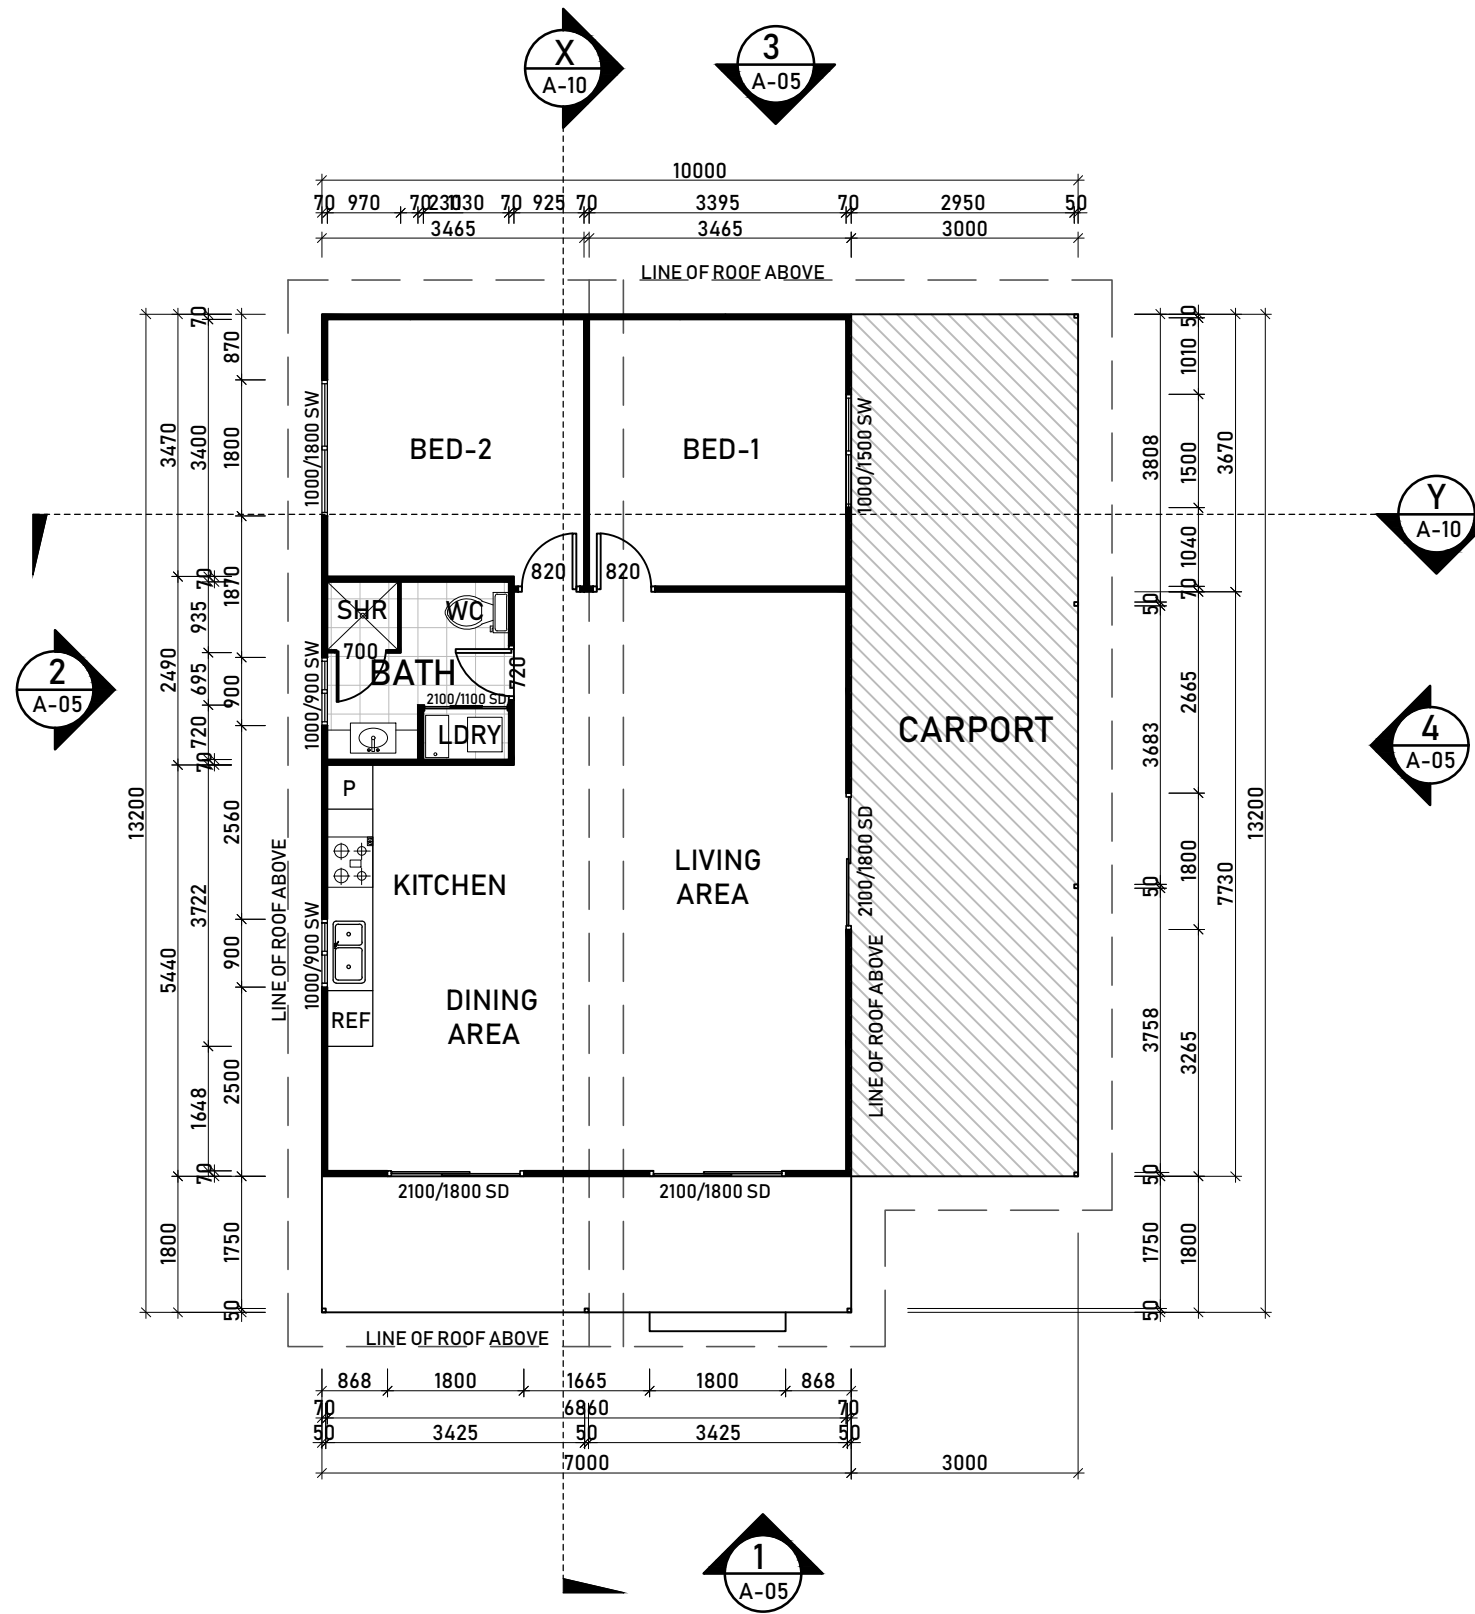 X
A-10
3
A-05
10000
70 970 70 230 1130 70 925 70 3395 70 2950 50
3465 3465 3000
LINE OF ROOF ABOVE
13200
3470
2490
5440
1800
70
3400
70
935
695
720
70
3722
1648
70
870
1800
1870
900
2560
900
2500
1750
50
1000/1800 SW
BED-2
BED-1
1000/1500 SW
820
820
SHR
WC
700
BATH
720
2100/1100 SD
LDRY
1000/900 SW
CARPORT
P
KITCHEN
LIVING
AREA
2100/1800 SD
LINE OF ROOF ABOVE
1000/900 SW
DINING
AREA
REF
LINE OF ROOF ABOVE
2100/1800 SD
2100/1800 SD
LINE OF ROOF ABOVE
3808
50
3683
50
3758
50
1750
50
50
1010
1500
1040
70
2665
1800
3265
1800
3670
7730
13200
Y
A-10
2
A-05
4
A-05
868 1800 1665 1800 868
70 6860 70
50 3425 50 3425 50
7000 3000
1
A-05